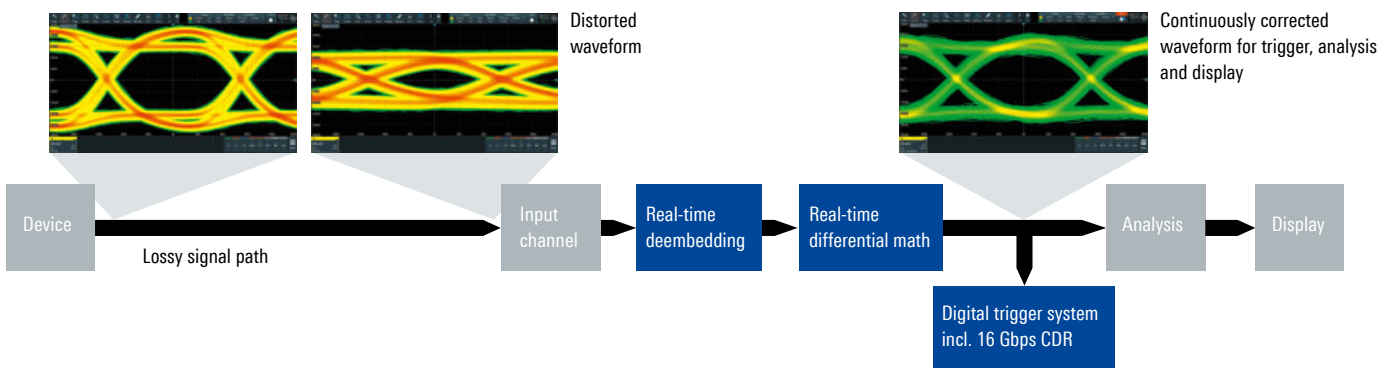 Distorted
waveform
Continuously corrected
waveform for trigger, analysis
and display
Device
Lossy signal path
Input
channel
Real-time
deembedding
Real-time
differential math
Analysis
Display
Digital trigger system
incl. 16 Gbps CDR